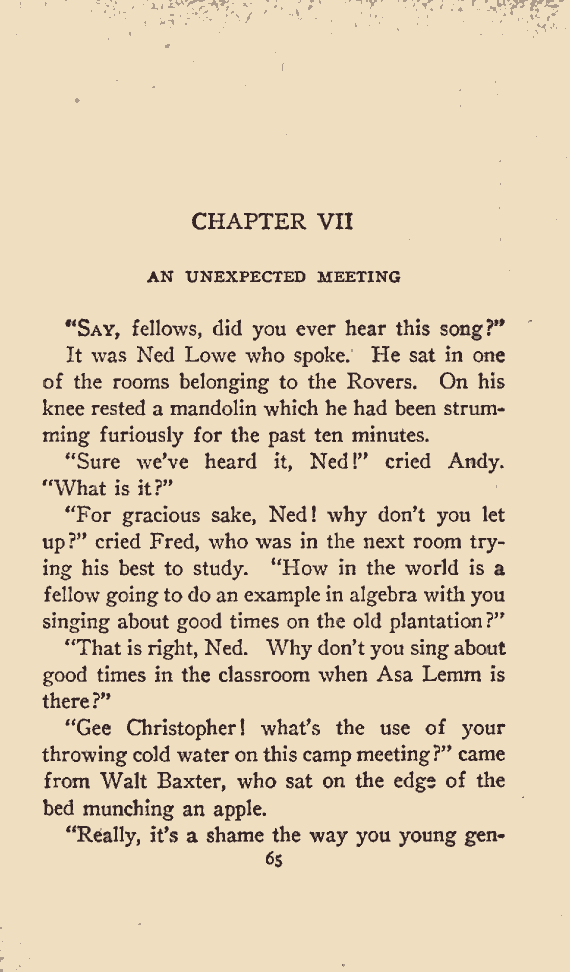 CHAPTER VII
AN UNEXPECTED MEETING
"SAY, fellows, did you ever hear this song?"
It was Ned Lowe who spoke. He sat in one
of the rooms belonging to the Rovers. On his
knee rested a mandolin which he had been strum-
ming furiously for the past ten minutes.
"Sure we've heard it, Ned!" cried Andy.
"What is it?"
"For gracious sake, Ned! why don't you let
up?" cried Fred, who was in the next room try-
ing his best to study. "How in the world is a
fellow going to do an example in algebra with you
singing about good times on the old plantation?"
"That is right, Ned. Why don't you sing about
good times in the classroom when Asa Lemm is
there?"
"Gee Christopher! what's the use of your
throwing cold water on this camp meeting?" came
from Walt Baxter, who sat on the edge of the
bed munching an apple.
"Really, it's a shame the way you young gen-
65